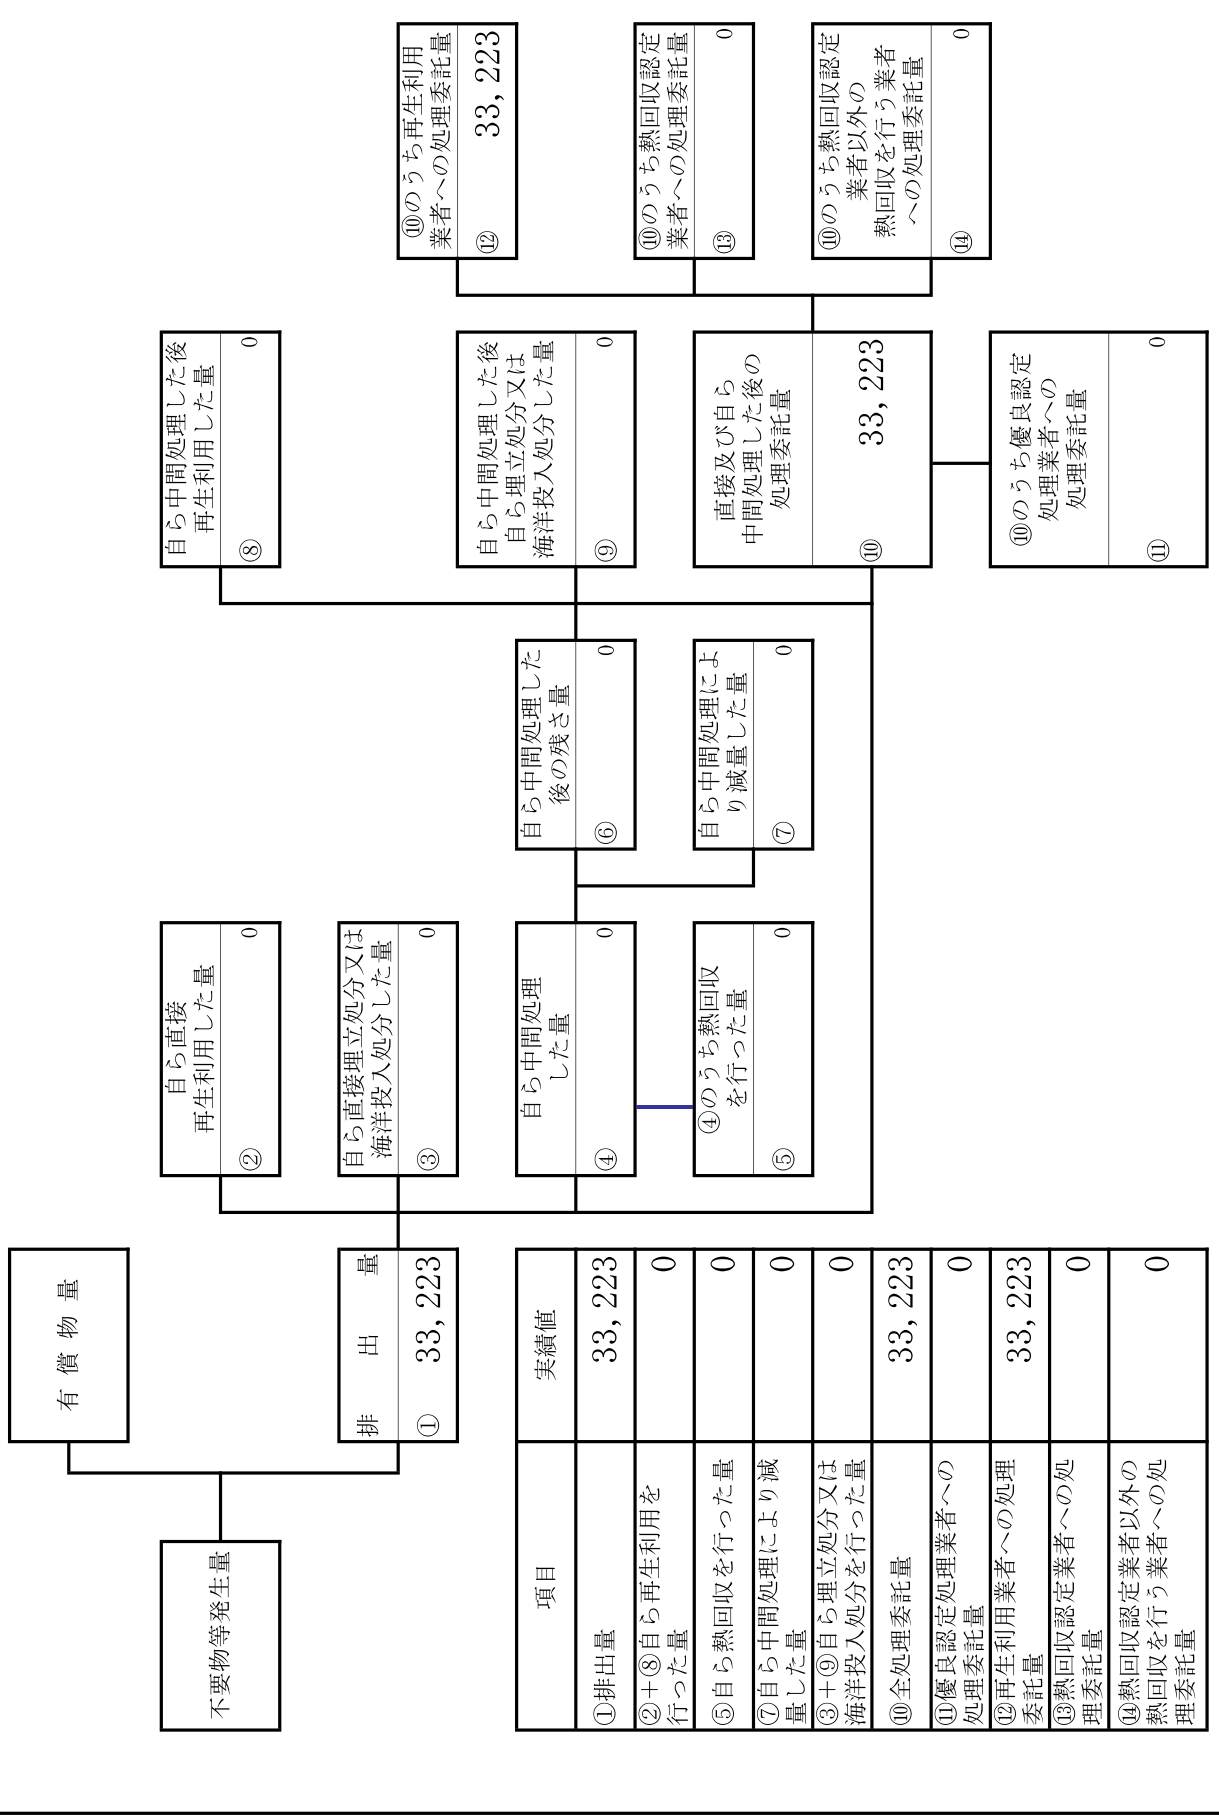 有償物量
不要物等発生量
排出量
① 33,223
自ら直接
再生利用した量
② 0
自ら直接埋立処分又は
海洋投入処分した量
③ 0
自ら中間処理
した量
④ 0
④のうち熱回収
を行った量
⑤ 0
自ら中間処理した
後の残さ量
⑥ 0
自ら中間処理によ
り減量した量
⑦ 0
自ら中間処理した後
再生利用した量
⑧ 0
自ら中間処理した後
自ら埋立処分又は
海洋投入処分した量
⑨ 0
直接及び自ら
中間処理した後の
処理委託量
⑩ 33,223
⑩のうち優良認定
処理業者への
処理委託量
⑪ 0
⑩のうち再生利用
業者への処理委託量
⑫ 33,223
⑩のうち熱回収認定
業者への処理委託量
⑬ 0
⑩のうち熱回収認定
業者以外の
熱回収を行う業者
への処理委託量
⑭ 0
項目 実績値
①排出量 33,223
②＋⑧自ら再生利用を
行った量 0
⑤自ら熱回収を行った量 0
⑦自ら中間処理により減
量した量 0
③＋⑨自ら埋立処分又は
海洋投入処分を行った量 0
⑩全処理委託量 33,223
⑪優良認定処理業者への
処理委託量 0
⑫再生利用業者への処理
委託量 33,223
⑬熱回収認定業者への処
理委託量 0
⑭熱回収認定業者以外の
熱回収を行う業者への処
理委託量 0